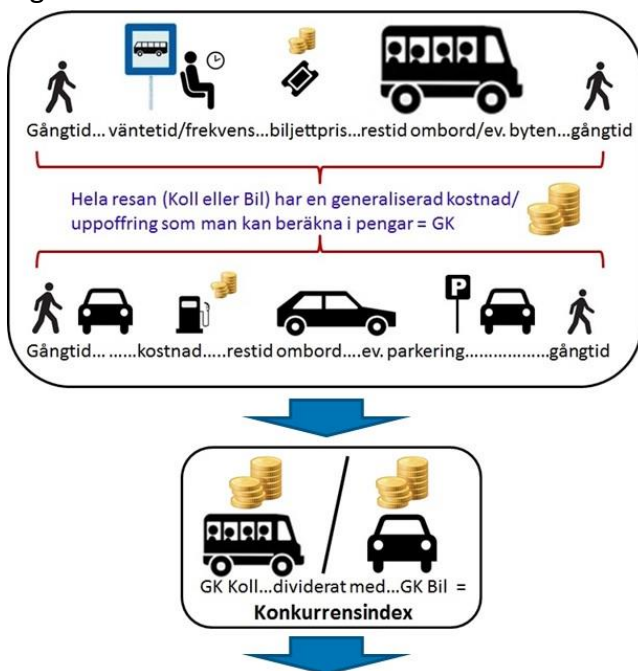 Gångtid... väntetid/frekvens...biljettpris...restid ombord/ev. byten...gångtid
Hela resan (Koll eller Bil) har en generaliserad kostnad/
uppoffring som man kan beräkna i pengar = GK
P
Gångtid... ......kostnad.....restid ombord....ev. parkering..................gångtid
GK Koll...dividerat med...GK Bil =
Konkurrensindex